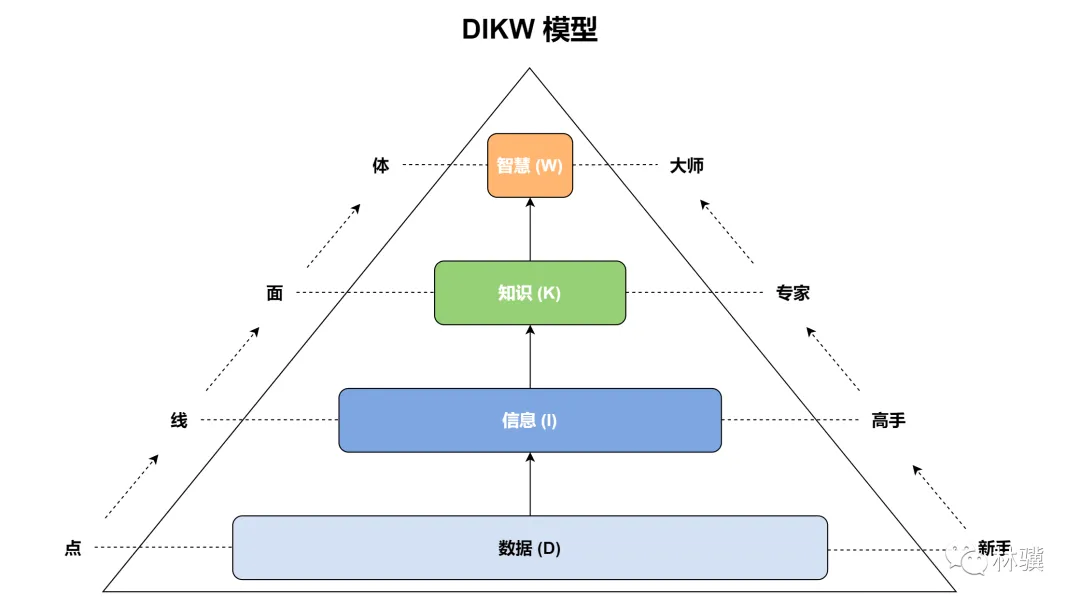 DIKW 模型
体 智慧 (W) 大师
面 知识 (K) 专家
线 信息 (I) 高手
点 数据 (D) 新手
林骥